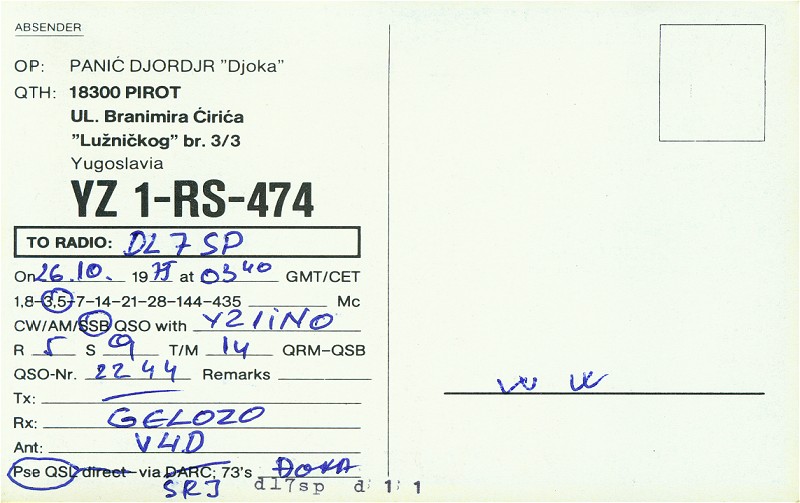 ABSENDER
OP: PANIĆ DJORDJR "Djoka"
QTH: 18300 PIROT
UL. Branimira Ćirića
"Lužničkog" br. 3/3
Yugoslavia
YZ 1-RS-474
TO RADIO: DL7SP
On 26.10. 19 at 03 40 GMT/CET
1,8-3,5-7-14-21-28-144-435 Mc
CW/AM/SSB QSO with YZ1INO
R 5 S 9 T/M 14 QRM-QSB
QSO-Nr. 2244 Remarks
Tx:
Rx: GELOZO
Ant: V4D
Pse QSL direct - via DARC; 73's
SRJ
dl7sp d 1 1